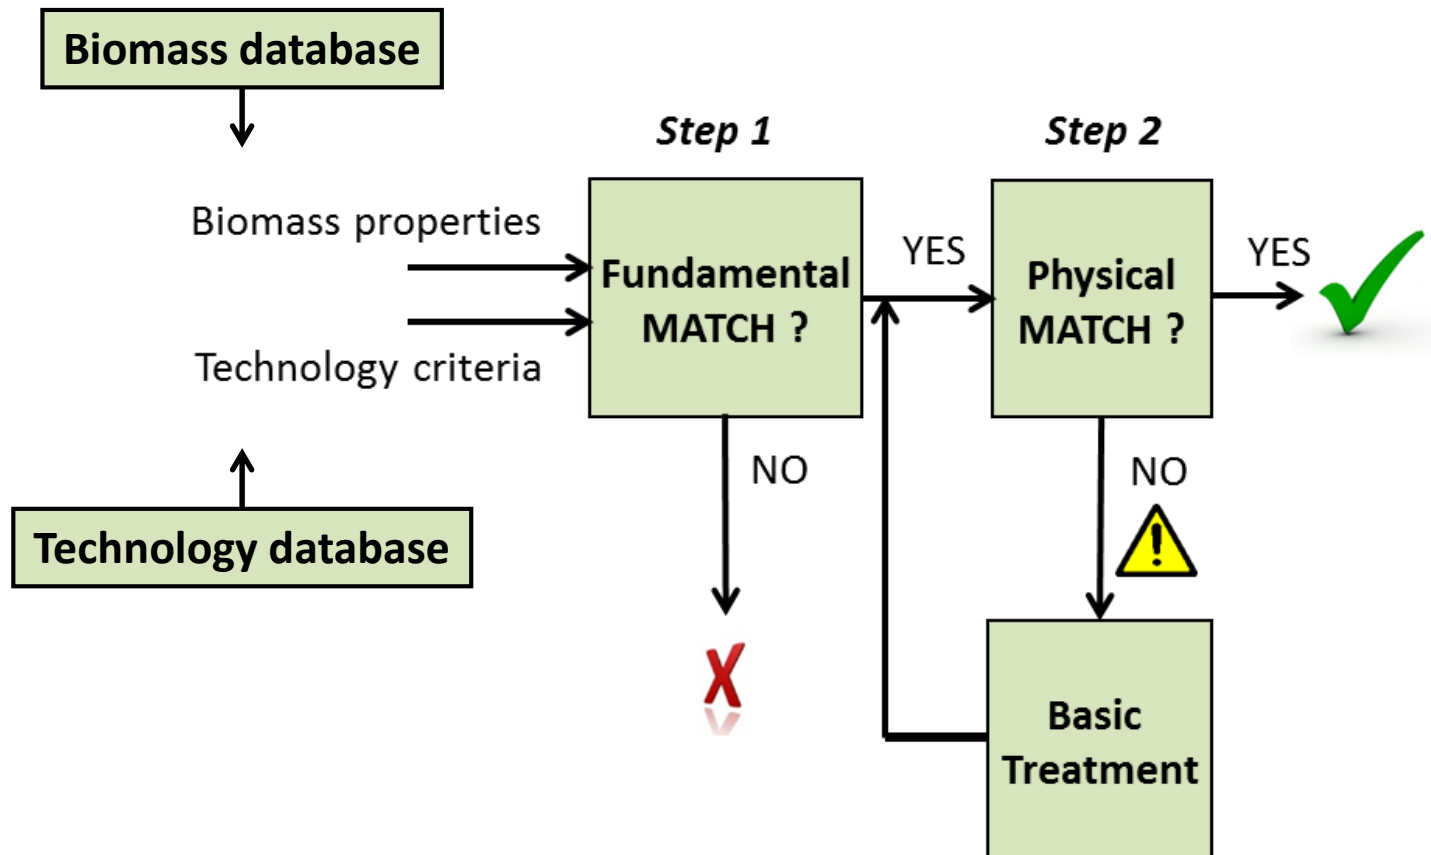 Biomass database
Step 1
Step 2
Biomass properties
Fundamental
MATCH ?
YES
Physical
MATCH ?
YES
Technology criteria
NO
NO
!
Technology database
Basic
Treatment